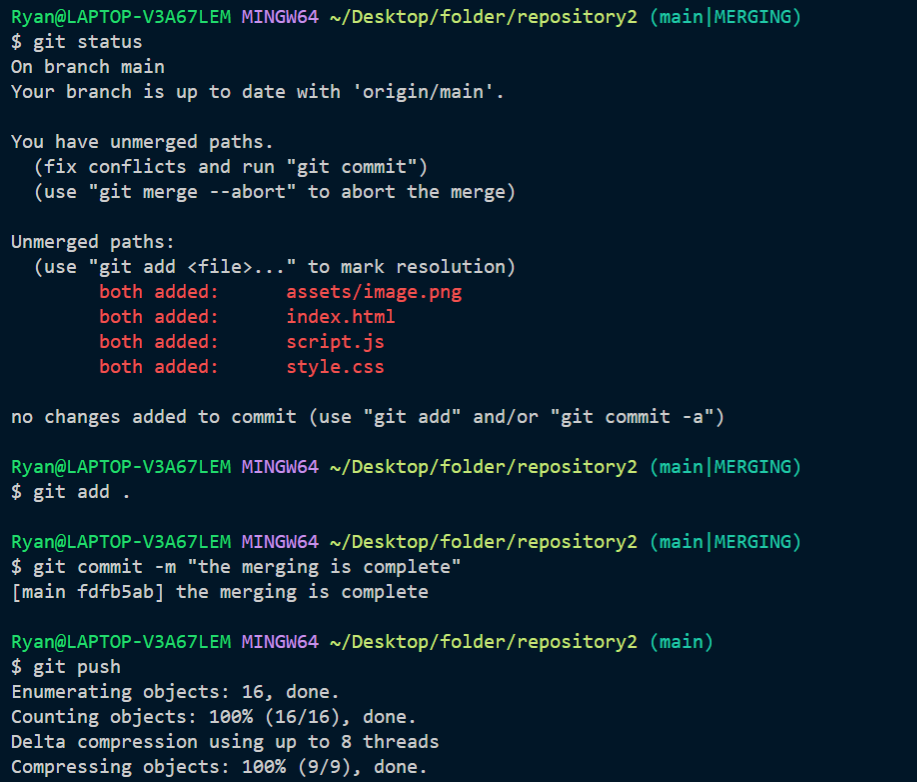 Ryan@LAPTOP-V3A67LEM MINGW64 ~/Desktop/folder/repository2 (main|MERGING)
$ git status
On branch main
Your branch is up to date with 'origin/main'.
You have unmerged paths.
  (fix conflicts and run "git commit")
  (use "git merge --abort" to abort the merge)
Unmerged paths:
  (use "git add <file>..." to mark resolution)
        both added:      assets/image.png
        both added:      index.html
        both added:      script.js
        both added:      style.css
no changes added to commit (use "git add" and/or "git commit -a")
Ryan@LAPTOP-V3A67LEM MINGW64 ~/Desktop/folder/repository2 (main|MERGING)
$ git add .
Ryan@LAPTOP-V3A67LEM MINGW64 ~/Desktop/folder/repository2 (main|MERGING)
$ git commit -m "the merging is complete"
[main fdfb5ab] the merging is complete
Ryan@LAPTOP-V3A67LEM MINGW64 ~/Desktop/folder/repository2 (main)
$ git push
Enumerating objects: 16, done.
Counting objects: 100% (16/16), done.
Delta compression using up to 8 threads
Compressing objects: 100% (9/9), done.